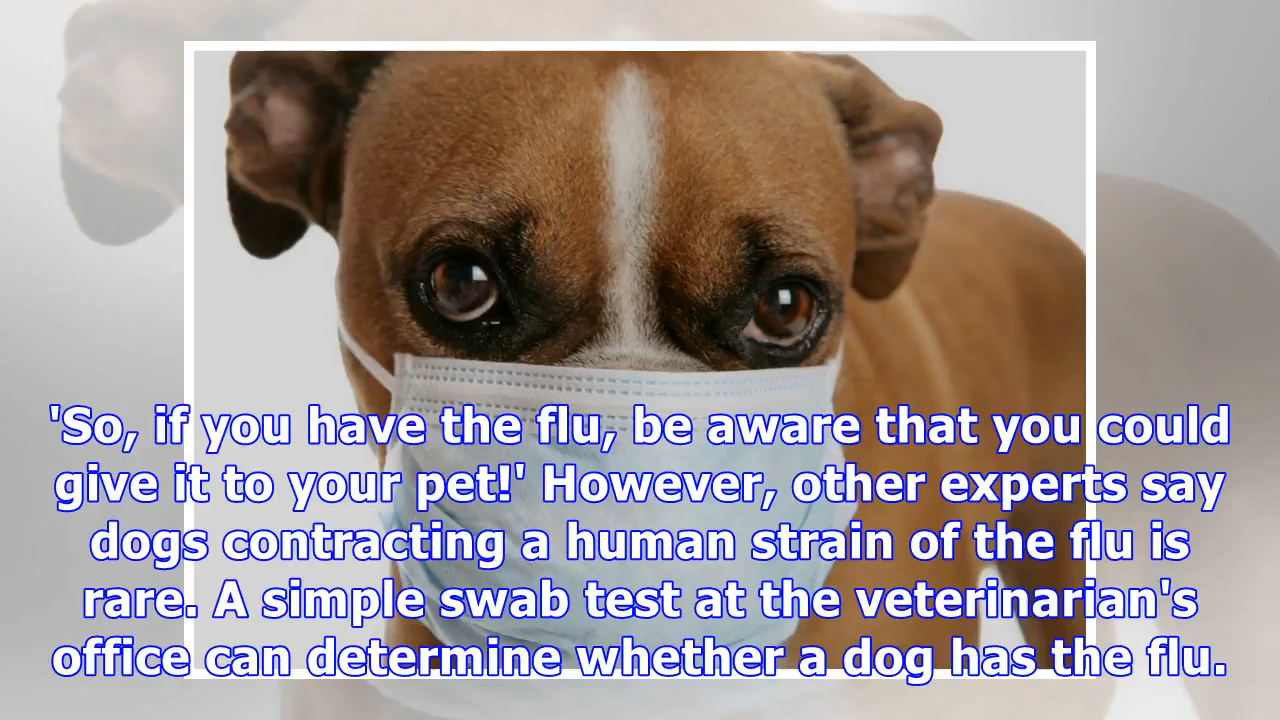 'So, if you have the flu, be aware that you could
give it to your pet!' However, other experts say
dogs contracting a human strain of the flu is
rare. A simple swab test at the veterinarian's
office can determine whether a dog has the flu.